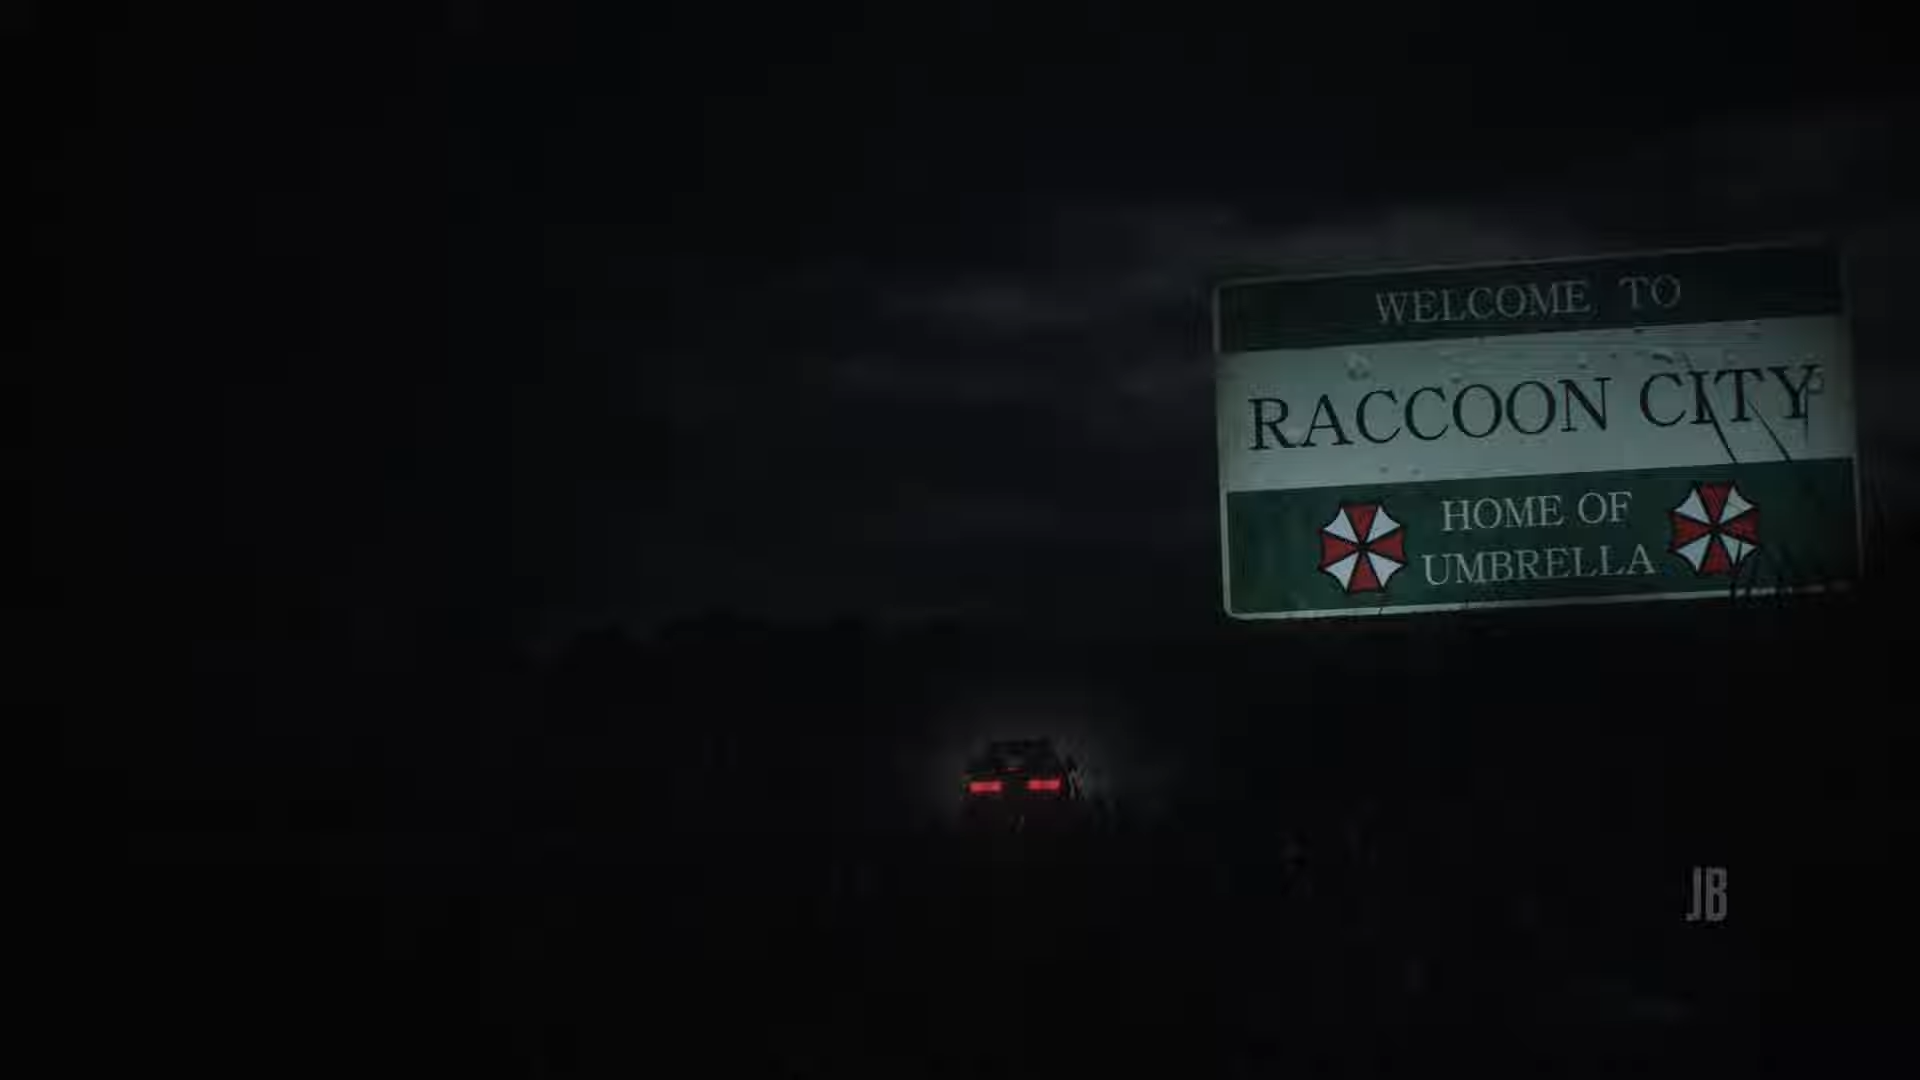 WELCOME TO
RACCOON CITY
HOME OF
UMBRELLA
JB